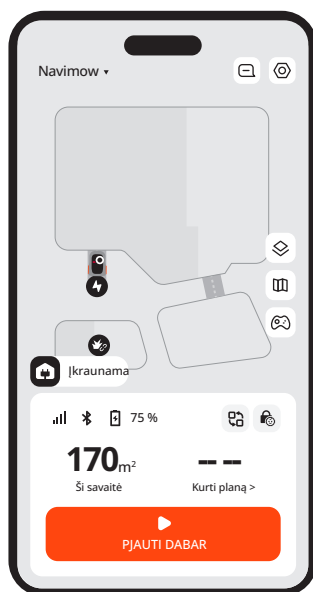 Navimow
Įkraunama
75 %
170m²
-- --
Ši savaitė
Kurti planą >
PJAUTI DABAR